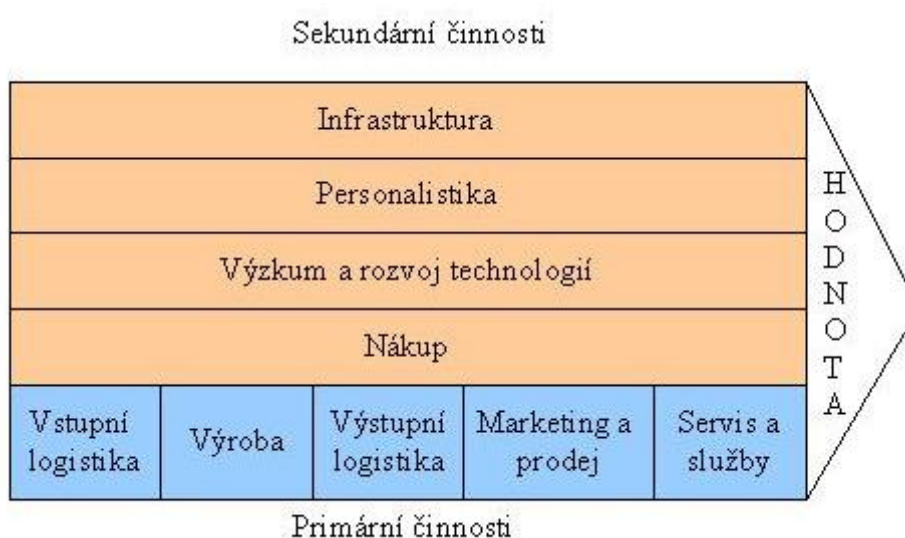 Sekundární činnosti
Infrastruktura
Personalistika
Výzkum a rozvoj technologií
Nákup
Vstupní
logistika
Výroba
Výstupní
logistika
Marketing a
prodej
Servis a
služby
HODNOTA
Primární činnosti